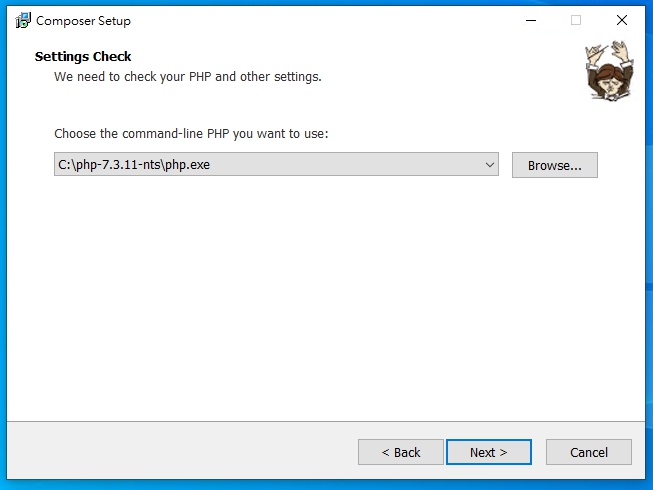 Composer Setup
Settings Check
We need to check your PHP and other settings.
Choose the command-line PHP you want to use:
C:\php-7.3.11-nts\php.exe
Browse...
< Back
Next >
Cancel